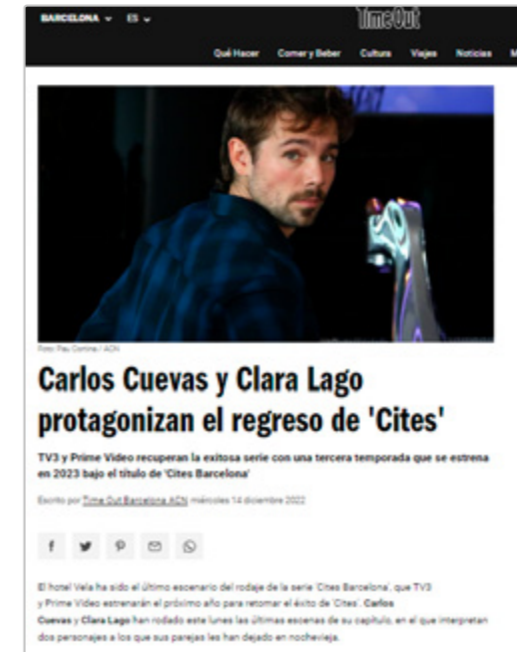 BARCELONA ES
TimeOut
Qué Hacer Comer y Beber Cultura Viajes Noticias M
Foto: Pau Cortina / ACN
Carlos Cuevas y Clara Lago
protagonizan el regreso de 'Cites'
TV3 y Prime Video recuperan la exitosa serie con una tercera temporada que se estrena
en 2023 bajo el título de 'Cites Barcelona'
Escrito por Time Out Barcelona ACN miércoles 14 diciembre 2022
El hotel Vela ha sido el último escenario del rodaje de la serie 'Cites Barcelona', que TV3
y Prime Video estrenarán el próximo año para retomar el éxito de 'Cites'. Carlos
Cuevas y Clara Lago han rodado este lunes las últimas escenas de su capítulo, en el que interpretan
dos personajes a los que sus parejas les han dejado en nochevieja.